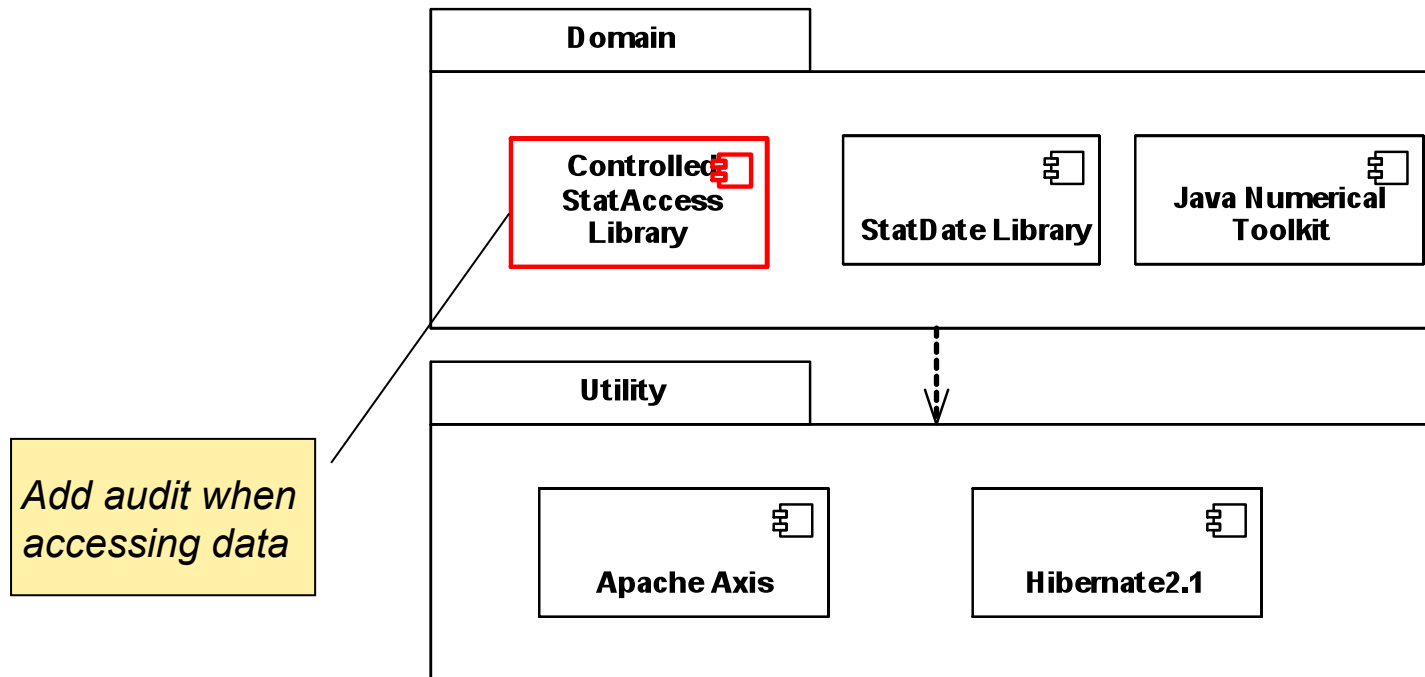 Domain
Controlled
StatAccess
Library
StatDate Library
Java Numerical
Toolkit
Utility
Add audit when
accessing data
Apache Axis
Hibernate2.1